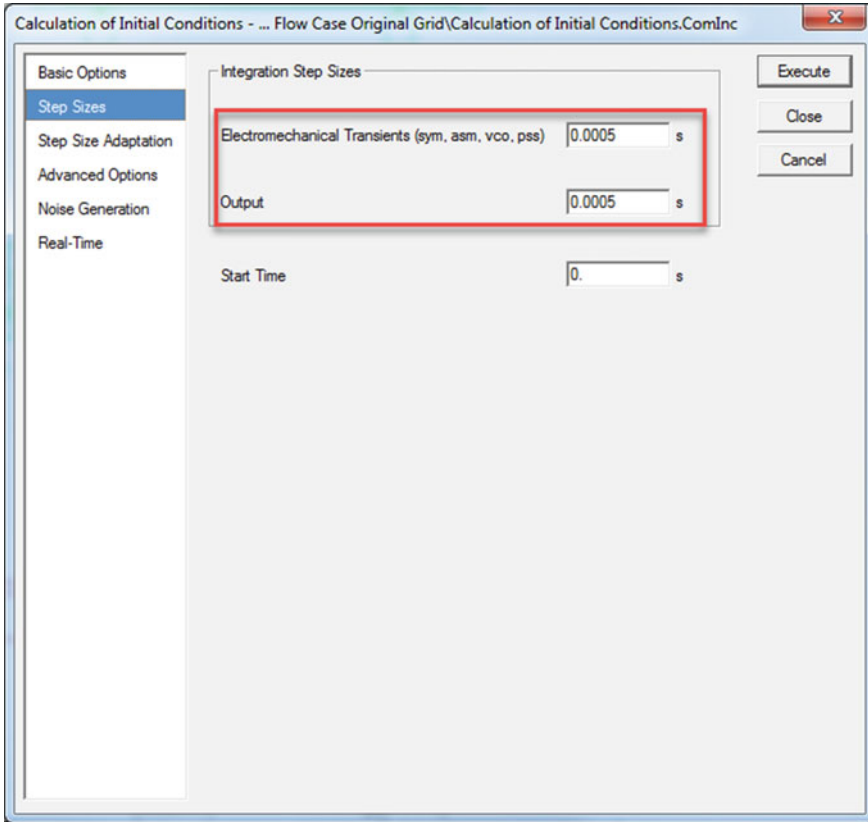 Calculation of Initial Conditions - ... Flow Case Original Grid\Calculation of Initial Conditions.ComInc
Basic Options
Step Sizes
Step Size Adaptation
Advanced Options
Noise Generation
Real-Time
Integration Step Sizes
Electromechanical Transients (sym, asm, vco, pss) 0.0005 s
Output 0.0005 s
Start Time 0. s
Execute
Close
Cancel